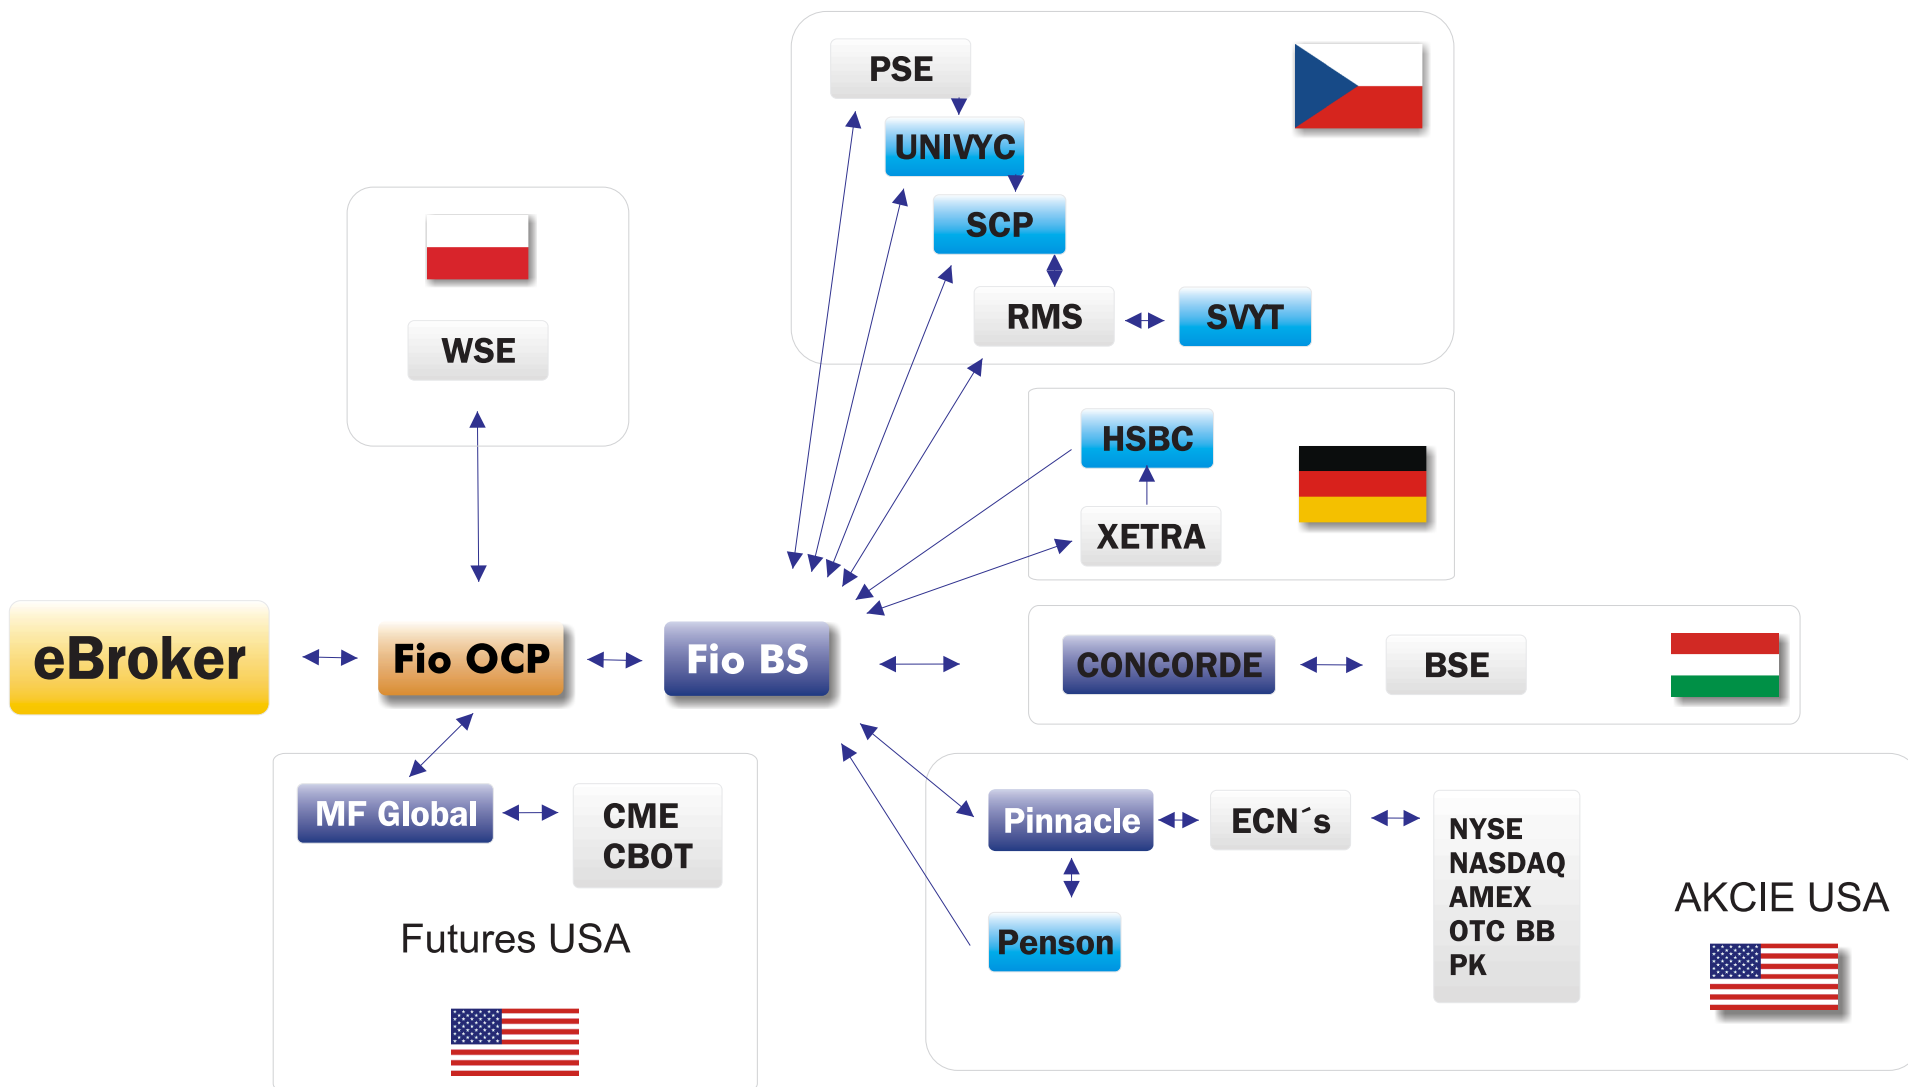 PSE
UNIVYC
SCP
RMS
SVYT
WSE
HSBC
XETRA
eBroker
Fio OCP
Fio BS
CONCORDE
BSE
MF Global
CME
CBOT
Futures USA
Pinnacle
ECN´s
NYSE
NASDAQ
AMEX
OTC BB
PK
Penson
AKCIE USA